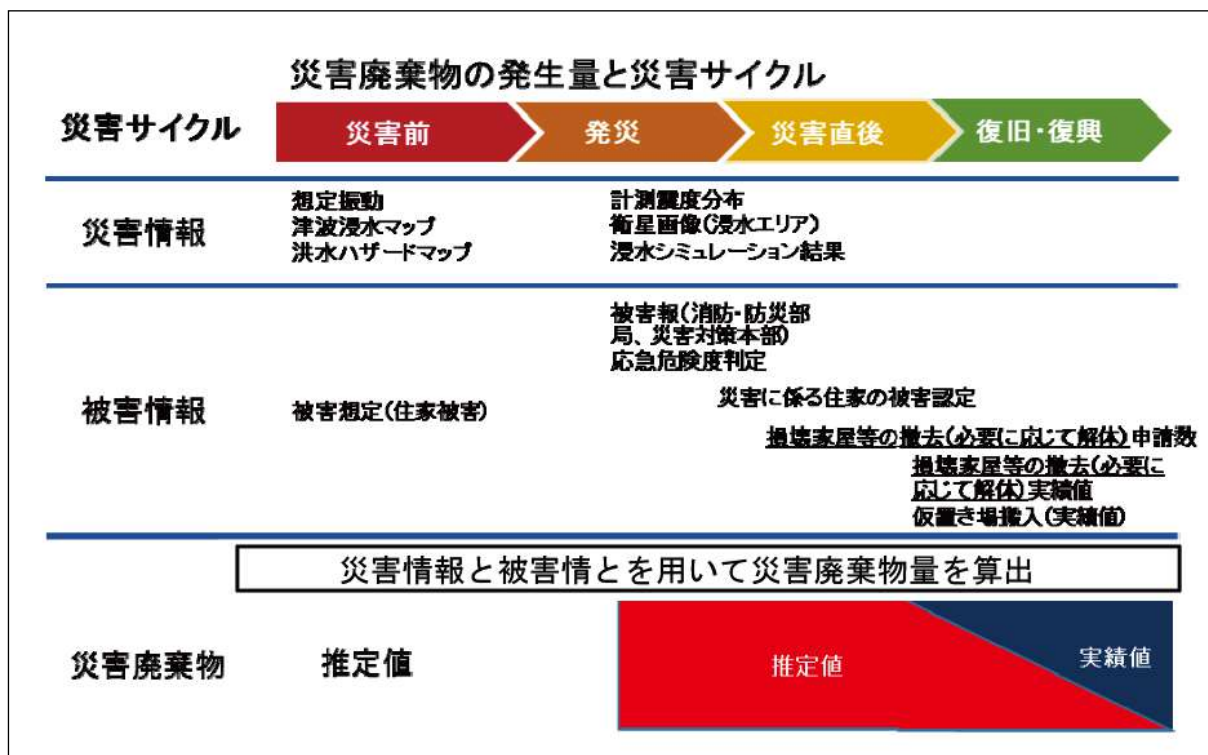 災害廃棄物の発生量と災害サイクル
災害サイクル
災害前
発災
災害直後
復旧・復興
災害情報
想定振動
津波浸水マップ
洪水ハザードマップ
計測震度分布
衛星画像(浸水エリア)
浸水シミュレーション結果
被害情報
被害想定(住家被害)
被害報(消防・防災部
局、災害対策本部)
応急危険度判定
災害に係る住家の被害認定
損壊家屋等の撤去(必要に応じて解体)申請数
損壊家屋等の撤去(必要に
応じて解体)実績値
仮置き場搬入(実績値)
災害情報と被害情とを用いて災害廃棄物量を算出
災害廃棄物
推定値
推定値
実績値